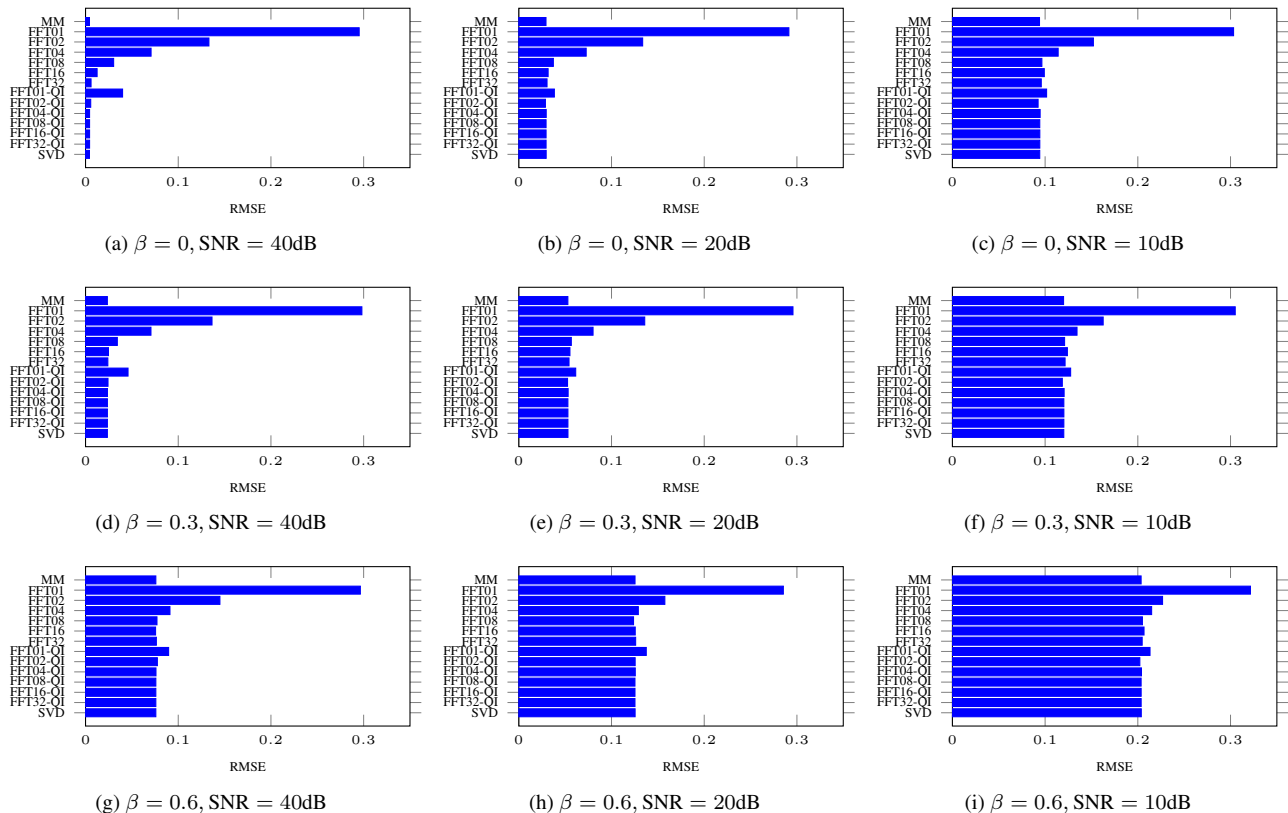 MM
FFT01
FFT02
FFT04
FFT08
FFT16
FFT32
FFT01-QI
FFT02-QI
FFT04-QI
FFT08-QI
FFT16-QI
FFT32-QI
SVD
0 0.1 0.2 0.3
RMSE
(a) β = 0, SNR = 40dB
MM
FFT01
FFT02
FFT04
FFT08
FFT16
FFT32
FFT01-QI
FFT02-QI
FFT04-QI
FFT08-QI
FFT16-QI
FFT32-QI
SVD
0 0.1 0.2 0.3
RMSE
(b) β = 0, SNR = 20dB
MM
FFT01
FFT02
FFT04
FFT08
FFT16
FFT32
FFT01-QI
FFT02-QI
FFT04-QI
FFT08-QI
FFT16-QI
FFT32-QI
SVD
0 0.1 0.2 0.3
RMSE
(c) β = 0, SNR = 10dB
MM
FFT01
FFT02
FFT04
FFT08
FFT16
FFT32
FFT01-QI
FFT02-QI
FFT04-QI
FFT08-QI
FFT16-QI
FFT32-QI
SVD
0 0.1 0.2 0.3
RMSE
(d) β = 0.3, SNR = 40dB
MM
FFT01
FFT02
FFT04
FFT08
FFT16
FFT32
FFT01-QI
FFT02-QI
FFT04-QI
FFT08-QI
FFT16-QI
FFT32-QI
SVD
0 0.1 0.2 0.3
RMSE
(e) β = 0.3, SNR = 20dB
MM
FFT01
FFT02
FFT04
FFT08
FFT16
FFT32
FFT01-QI
FFT02-QI
FFT04-QI
FFT08-QI
FFT16-QI
FFT32-QI
SVD
0 0.1 0.2 0.3
RMSE
(f) β = 0.3, SNR = 10dB
MM
FFT01
FFT02
FFT04
FFT08
FFT16
FFT32
FFT01-QI
FFT02-QI
FFT04-QI
FFT08-QI
FFT16-QI
FFT32-QI
SVD
0 0.1 0.2 0.3
RMSE
(g) β = 0.6, SNR = 40dB
MM
FFT01
FFT02
FFT04
FFT08
FFT16
FFT32
FFT01-QI
FFT02-QI
FFT04-QI
FFT08-QI
FFT16-QI
FFT32-QI
SVD
0 0.1 0.2 0.3
RMSE
(h) β = 0.6, SNR = 20dB
MM
FFT01
FFT02
FFT04
FFT08
FFT16
FFT32
FFT01-QI
FFT02-QI
FFT04-QI
FFT08-QI
FFT16-QI
FFT32-QI
SVD
0 0.1 0.2 0.3
RMSE
(i) β = 0.6, SNR = 10dB